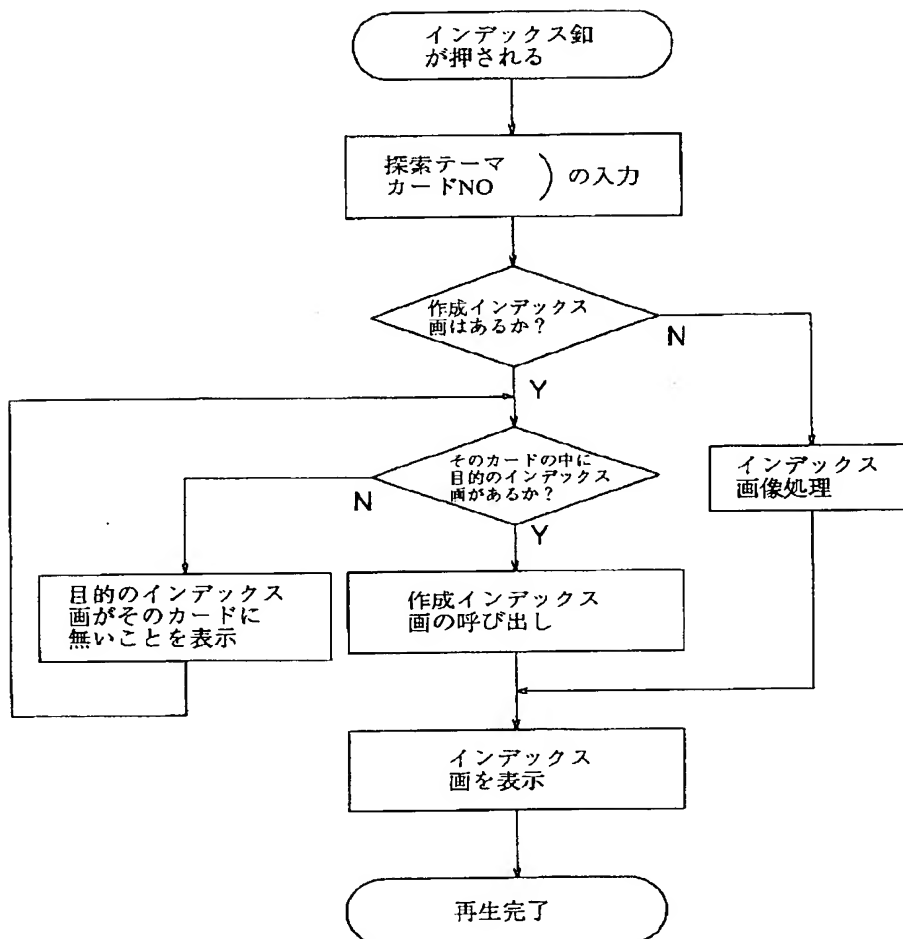 インデックス釦
が押される
探索テーマ
カードNO
) の入力
作成インデックス
画はあるか？
N
Y
そのカードの中に
目的のインデックス
画があるか？
N
Y
インデックス
画像処理
目的のインデックス
画がそのカードに
無いことを表示
作成インデックス
画の呼び出し
インデックス
画を表示
再生完了